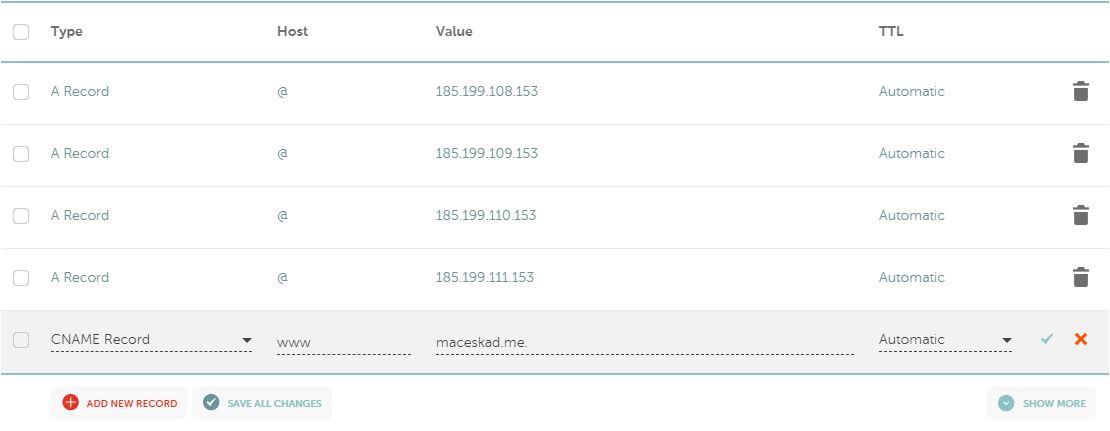 Type Host Value TTL
A Record @ 185.199.108.153 Automatic
A Record @ 185.199.109.153 Automatic
A Record @ 185.199.110.153 Automatic
A Record @ 185.199.111.153 Automatic
CNAME Record www maceskad.me. Automatic
ADD NEW RECORD SAVE ALL CHANGES SHOW MORE